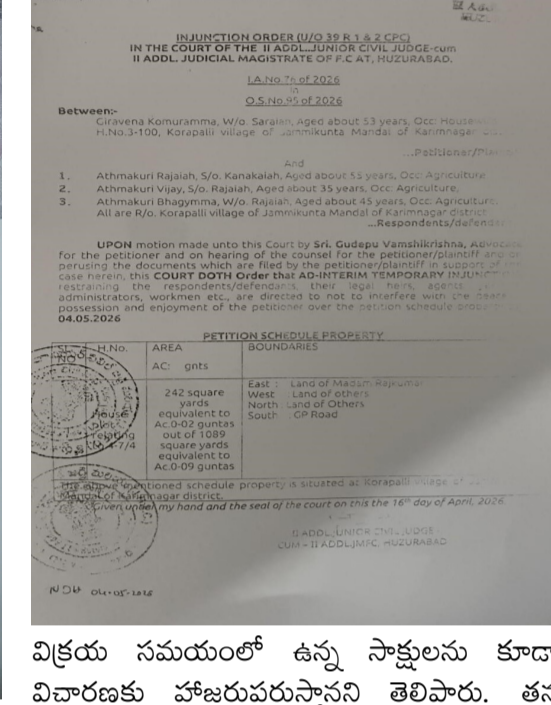 INJUNCTION ORDER (U/O 39 R 1 & 2 CPC)
IN THE COURT OF THE II ADDL..JUNIOR CIVIL JUDGE-cum
II ADDL. JUDICIAL MAGISTRATE OF F.C AT, HUZURABAD.
I.A.No.76 of 2026
in
O.S.No.95 of 2026
Between:-
Ciravena Komuramma, W/o. Saraiah, Aged about 53 years, Occ:
H.No.3-100, Korapalli village of Jammikunta Mandal of Karimnagar
...Petitioner/
And
1. Athmakuri Rajaiah, S/o. Kanakaiah, Aged about 55 years, Occ: Agriculture
2. Athmakuri Vijay, S/o. Rajaiah, Aged about 35 years, Occ: Agriculture,
3. Athmakuri Bhagymma, W/o. Rajaiah, Aged about 45 years, Occ: Agriculture,
All are R/o. Korapalli village of Jammikunta Mandal of Karimnagar district
...Respondents/
UPON motion made unto this Court by Sri. Gudepu Vamshikrishna,
for the petitioner and on hearing of the counsel for the petitioner/plaintiff
perusing the documents which are filed by the petitioner/plaintiff in support of
case herein, this COURT DOTH Order that AD-INTERIM TEMPORARY
restraining the respondents/defendants, their legal heirs, agents
administrators, workmen etc., are directed to not to interfere with the
possession and enjoyment of the petitioner over the petition schedule
04.05.2026
PETITION SCHEDULE PROPERTY
H.No. AREA BOUNDARIES
NO AC: gnts
242 square East : Land of Madam Rajkumar
yards West : Land of others
House equivalent to North : Land of Others
plot Ac.0-02 guntas South : GP Road
relating out of 1089
square yards
equivalent to
Ac.0-09 guntas
the above mentioned schedule property is situated at Korapalli village of
Mandal of Karimnagar district.
Given under my hand and the seal of the court on this the 16th day of April, 2026
II ADDL.JUNIOR CIVIL JUDGE
CUM - II ADDL.JMFC, HUZURABAD
విక్రయ సమయంలో ఉన్న సాక్షులను కూడా
విచారణకు హాజరుపరుస్తానని తెలిపారు. తన